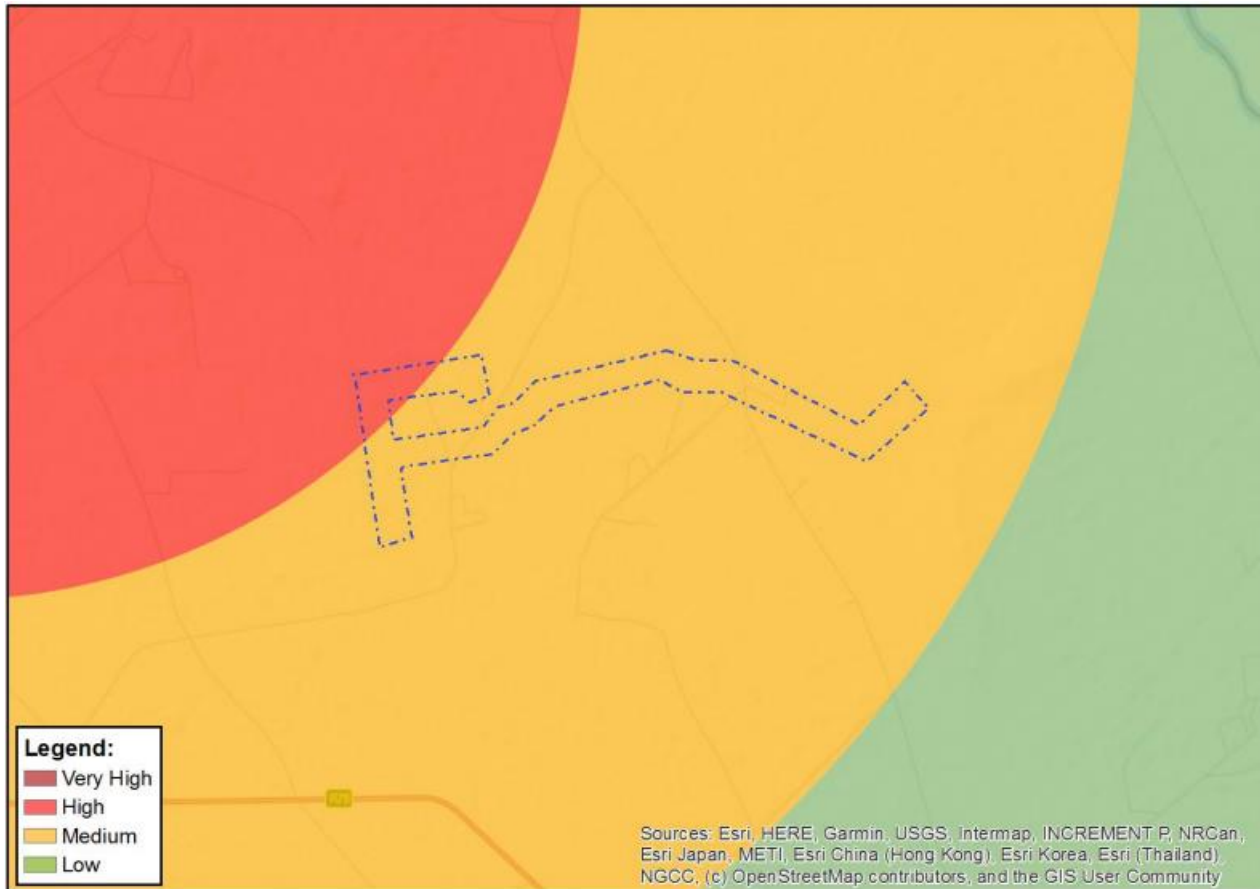 Legend:
Very High
High
Medium
Low
Sources: Esri, HERE, Garmin, USGS, Intermap, INCREMENT P, NRCan,
Esri Japan, METI, Esri China (Hong Kong), Esri Korea, Esri (Thailand),
NGCC, (c) OpenStreetMap contributors, and the GIS User Community